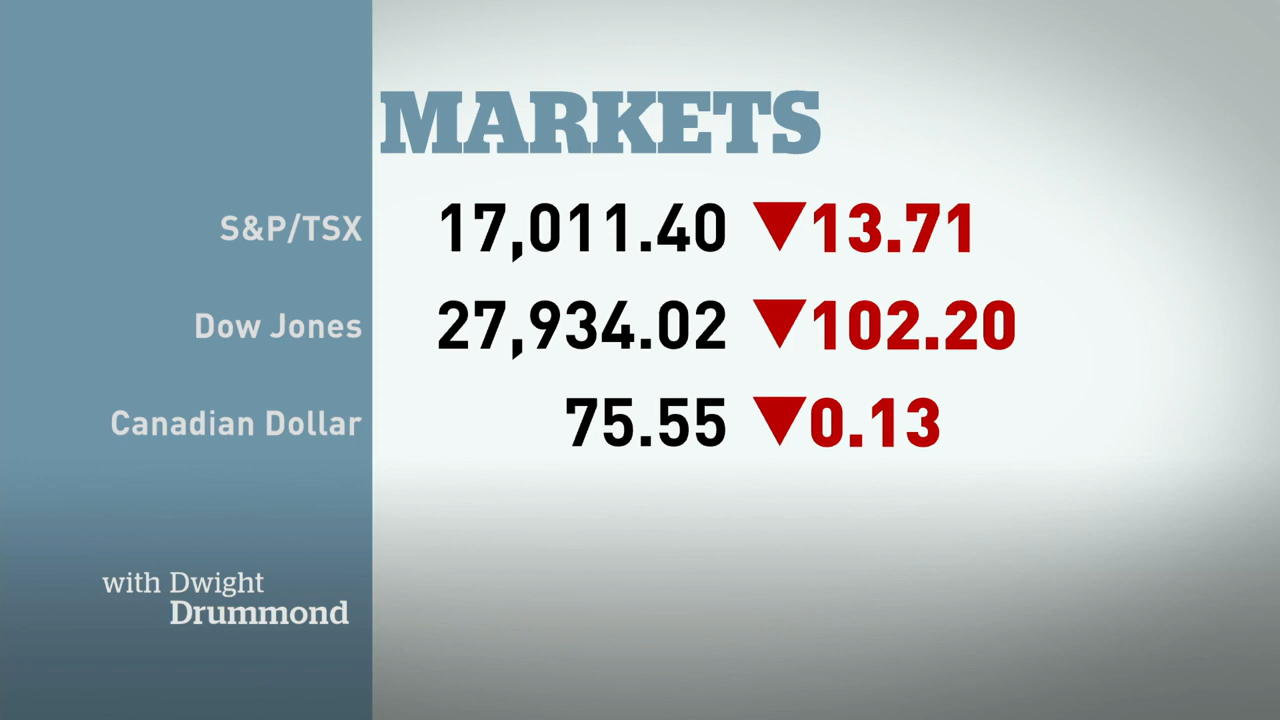 MARKETS
S&P/TSX 17,011.40 ▼13.71
Dow Jones 27,934.02 ▼102.20
Canadian Dollar 75.55 ▼0.13
with Dwight
Drummond